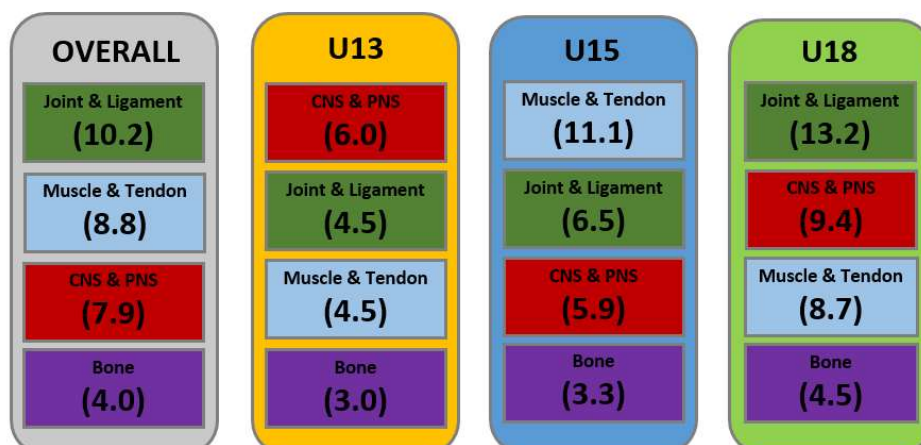 OVERALL
Joint & Ligament
(10.2)
Muscle & Tendon
(8.8)
CNS & PNS
(7.9)
Bone
(4.0)
U13
CNS & PNS
(6.0)
Joint & Ligament
(4.5)
Muscle & Tendon
(4.5)
Bone
(3.0)
U15
Muscle & Tendon
(11.1)
Joint & Ligament
(6.5)
CNS & PNS
(5.9)
Bone
(3.3)
U18
Joint & Ligament
(13.2)
CNS & PNS
(9.4)
Muscle & Tendon
(8.7)
Bone
(4.5)